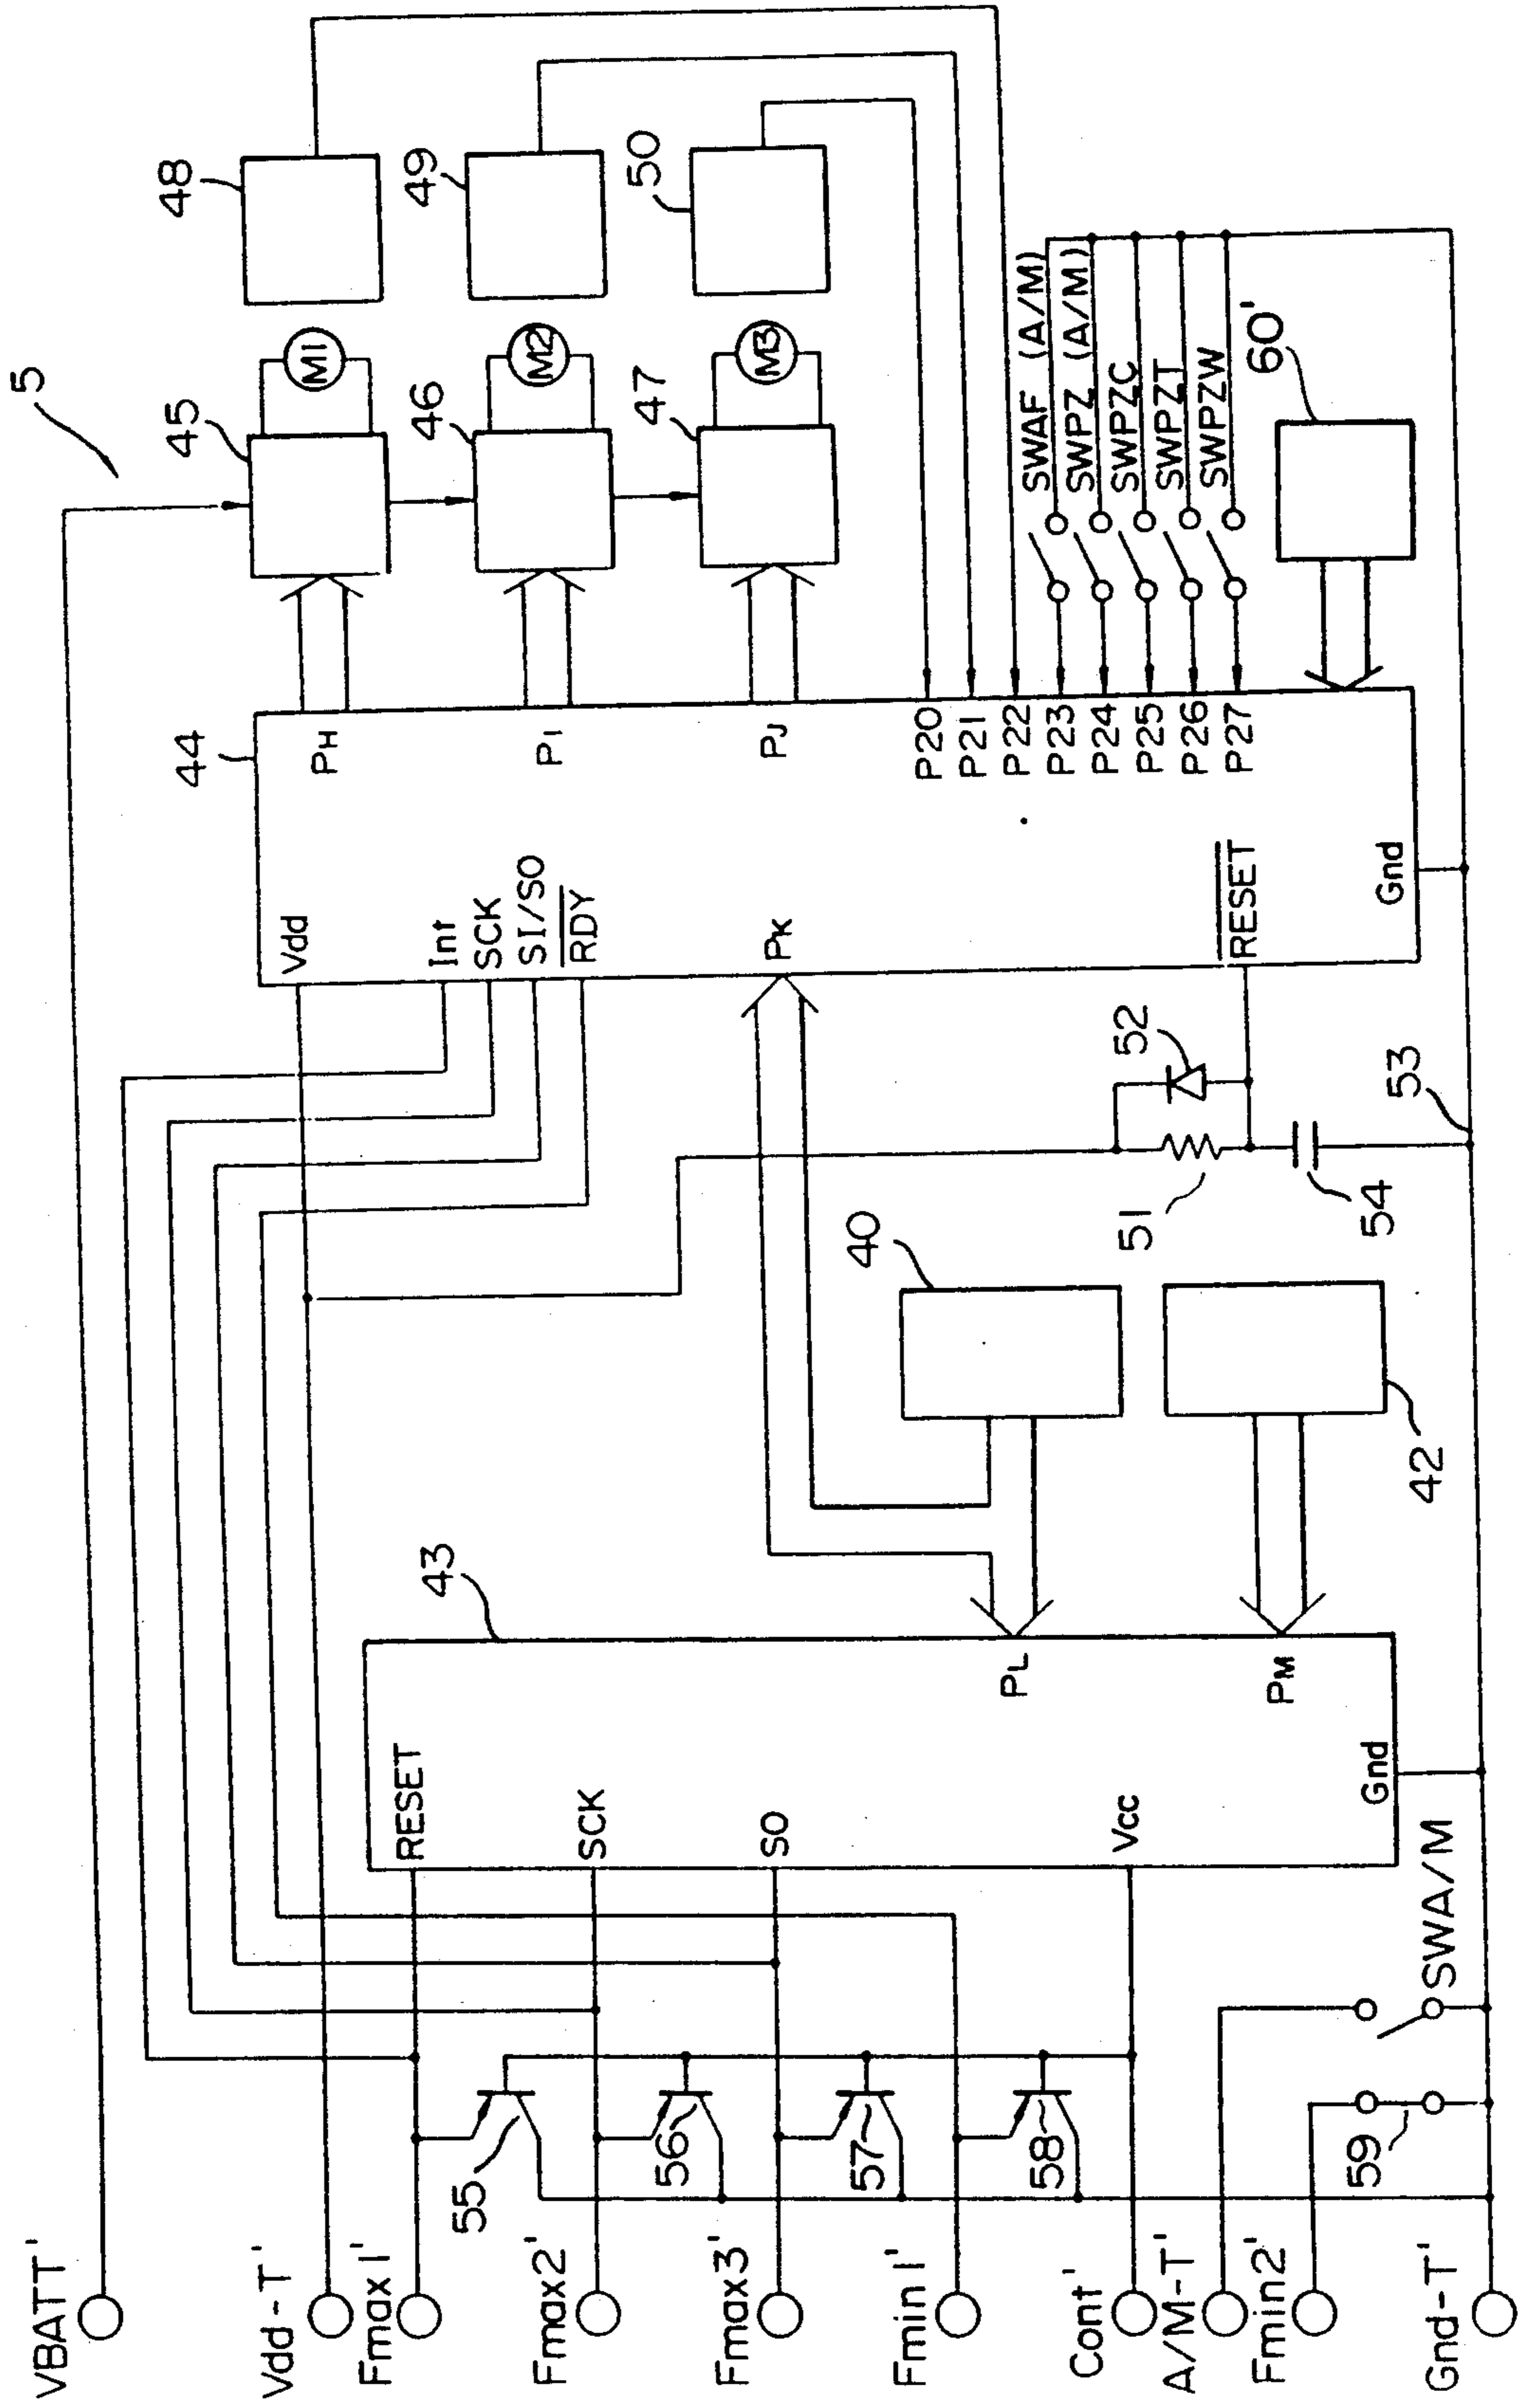 5
VBATT'
Vdd-T'
Fmax1'
Fmax2'
Fmax3'
Fmin1'
Cont'
A/M-T'
Fmin2'
Gnd-T'
55
56
57
58
59
SWA/M
43
RESET
SCK
SO
Vcc
Gnd
PL
PM
40
42
51
52
53
54
44
Vdd
Int
SCK
SI/SO
RDY
PK
RESET
Gnd
PH
PI
PJ
P20
P21
P22
P23
P24
P25
P26
P27
45
46
47
M1
M2
M3
48
49
50
SWAF (A/M)
SWPZ (A/M)
SWPZC
SWPZT
SWPZW
60'